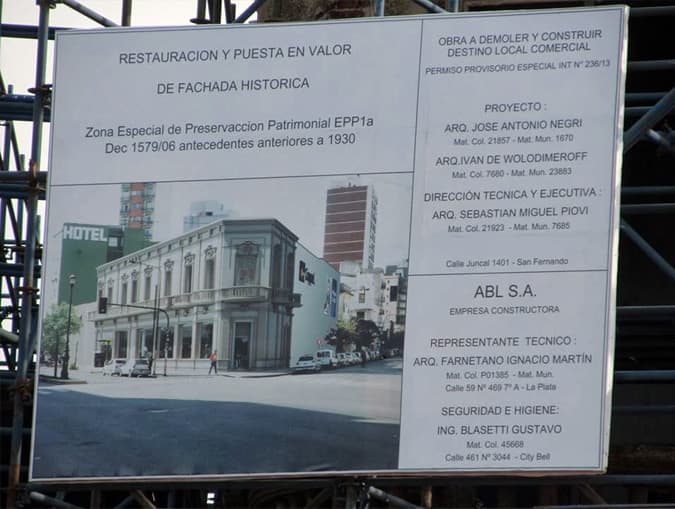 RESTAURACION Y PUESTA EN VALOR
DE FACHADA HISTORICA
Zona Especial de Preservaccion Patrimonial EPP1a
Dec 1579/06 antecedentes anteriores a 1930
HOTEL
OBRA A DEMOLER Y CONSTRUIR
DESTINO LOCAL COMERCIAL
PERMISO PROVISORIO ESPECIAL INT N° 236/13
PROYECTO :
ARQ. JOSE ANTONIO NEGRI
Mat. Col. 21857 - Mat. Mun. 1670
ARQ.IVAN DE WOLODIMEROFF
Mat. Col. 7680 - Mat. Mun. 23883
DIRECCIÓN TECNICA Y EJECUTIVA :
ARQ. SEBASTIAN MIGUEL PIOVI
Mat. Col. 21923 - Mat. Mun. 7685
Calle Juncal 1401 - San Fernando
ABL S.A.
EMPRESA CONSTRUCTORA
REPRESENTANTE TECNICO :
ARQ. FARNETANO IGNACIO MARTÍN
Mat. Col. P01385 - Mat. Mun.
Calle 59 Nº 469 7º A - La Plata
SEGURIDAD E HIGIENE:
ING. BLASETTI GUSTAVO
Mat. Col. 45668
Calle 461 Nº 3044 - City Bell